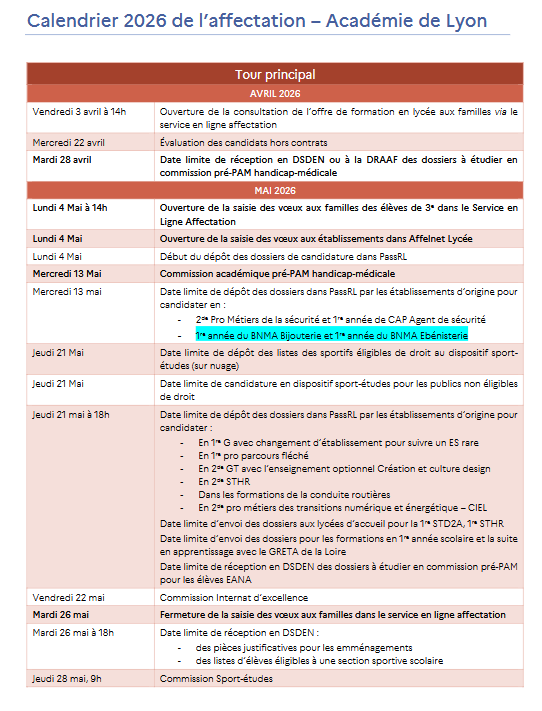 Calendrier 2026 de l'affectation – Académie de Lyon
Tour principal
AVRIL 2026
Vendredi 3 avril à 14h
Ouverture de la consultation de l'offre de formation en lycée aux familles via le
service en ligne affectation
Mercredi 22 avril
Évaluation des candidats hors contrats
Mardi 28 avril
Date limite de réception en DSDEN ou à la DRAAF des dossiers à étudier en
commission pré-PAM handicap-médicale
MAI 2026
Lundi 4 Mai à 14h
Ouverture de la saisie des vœux aux familles des élèves de 3e dans le Service en
Ligne Affectation
Lundi 4 Mai
Ouverture de la saisie des vœux aux établissements dans Affelnet Lycée
Lundi 4 Mai
Début du dépôt des dossiers de candidature dans PassRL
Mercredi 13 Mai
Commission académique pré-PAM handicap-médicale
Mercredi 13 mai
Date limite de dépôt des dossiers dans PassRL par les établissements d'origine pour
candidater en :
- 2de Pro Métiers de la sécurité et 1re année de CAP Agent de sécurité
- 1re année du BNMA Bijouterie et 1re année du BNMA Ebénisterie
Jeudi 21 Mai
Date limite de dépôt des listes des sportifs éligibles de droit au dispositif sport-
études (sur nuage)
Jeudi 21 Mai
Date limite de candidature en dispositif sport-études pour les publics non éligibles
de droit
Jeudi 21 mai à 18h
Date limite de dépôt des dossiers dans PassRL par les établissements d'origine pour
candidater :
- En 1re G avec changement d'établissement pour suivre un ES rare
- En 1re pro parcours fléché
- En 2de GT avec l'enseignement optionnel Création et culture design
- En 2de STHR
- Dans les formations de la conduite routières
- En 2de pro métiers des transitions numérique et énergétique – CIEL
Date limite d'envoi des dossiers aux lycées d'accueil pour la 1re STD2A, 1re STHR
Date limite d'envoi des dossiers pour les formations en 1re année scolaire et la suite
en apprentissage avec le GRETA de la Loire
Date limite de réception en DSDEN des dossiers à étudier en commission pré-PAM
pour les élèves EANA
Vendredi 22 mai
Commission Internat d'excellence
Mardi 26 mai
Fermeture de la saisie des vœux aux familles dans le service en ligne affectation
Mardi 26 mai à 18h
Date limite de réception en DSDEN :
- des pièces justificatives pour les emménagements
- des listes d'élèves éligibles à une section sportive scolaire
Jeudi 28 mai, 9h
Commission Sport-études